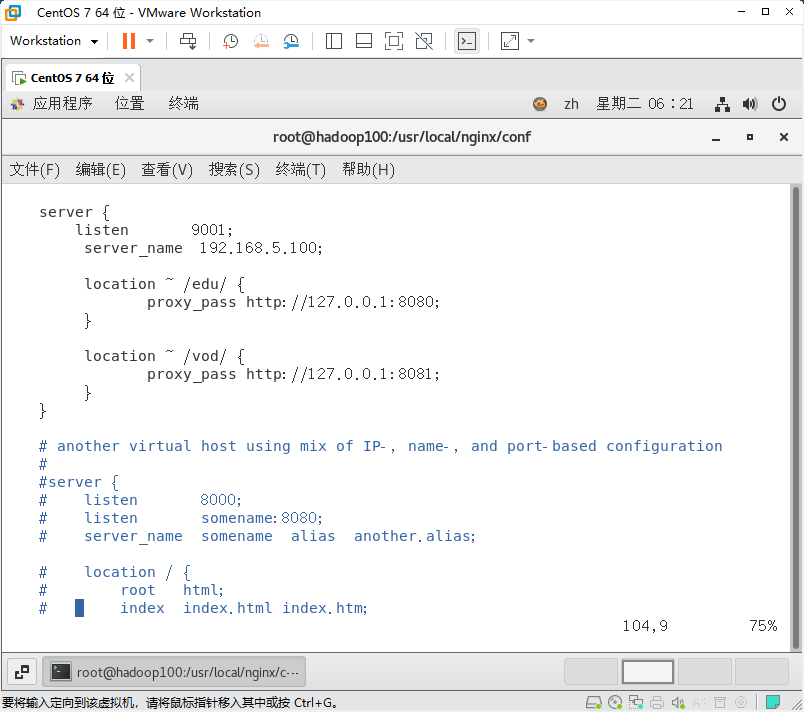 CentOS 7 64 位 - VMware Workstation
Workstation
CentOS 7 64 位
应用程序 位置 终端 zh 星期二 06：21
root@hadoop100:/usr/local/nginx/conf
文件(F) 编辑(E) 查看(V) 搜索(S) 终端(T) 帮助(H)
server {
listen 9001;
server_name 192.168.5.100;
location ~ /edu/ {
proxy_pass http://127.0.0.1:8080;
}
location ~ /vod/ {
proxy_pass http://127.0.0.1:8081;
}
}
# another virtual host using mix of IP-, name-, and port-based configuration
#
#server {
# listen 8000;
# listen somename:8080;
# server_name somename alias another.alias;
# location / {
# root html;
# index index.html index.htm;
104,9 75%
root@hadoop100:/usr/local/nginx/c···
要将输入定向到该虚拟机，请将鼠标指针移入其中或按 Ctrl+G。